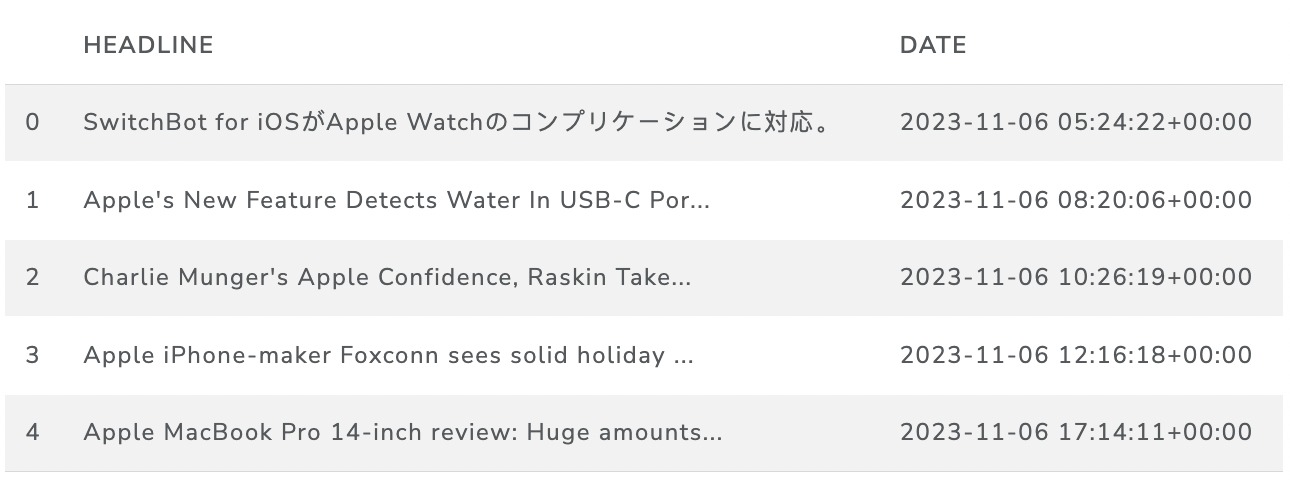 HEADLINE DATE
0 SwitchBot for iOSがApple Watchのコンプリケーションに対応。 2023-11-06 05:24:22+00:00
1 Apple's New Feature Detects Water In USB-C Por... 2023-11-06 08:20:06+00:00
2 Charlie Munger's Apple Confidence, Raskin Take... 2023-11-06 10:26:19+00:00
3 Apple iPhone-maker Foxconn sees solid holiday ... 2023-11-06 12:16:18+00:00
4 Apple MacBook Pro 14-inch review: Huge amounts... 2023-11-06 17:14:11+00:00